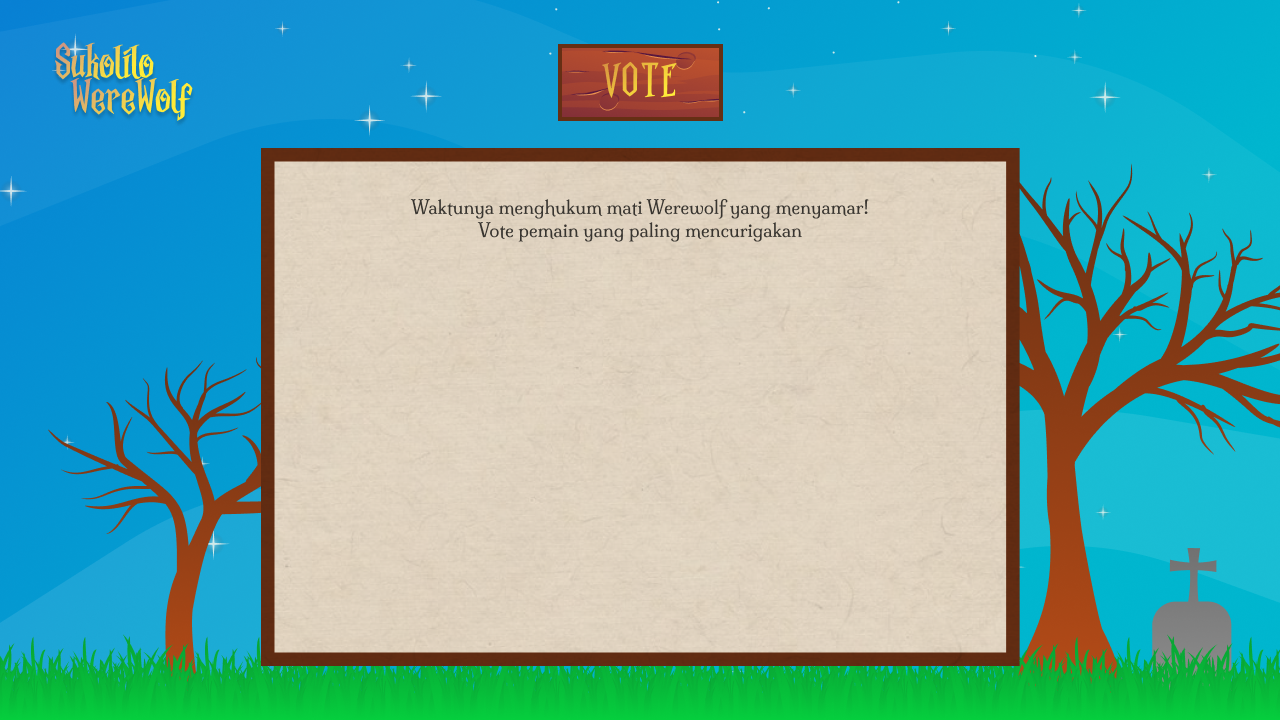 Sukolilo
WereWolf
VOTE
Waktunya menghukum mati Werewolf yang menyamar!
Vote pemain yang paling mencurigakan